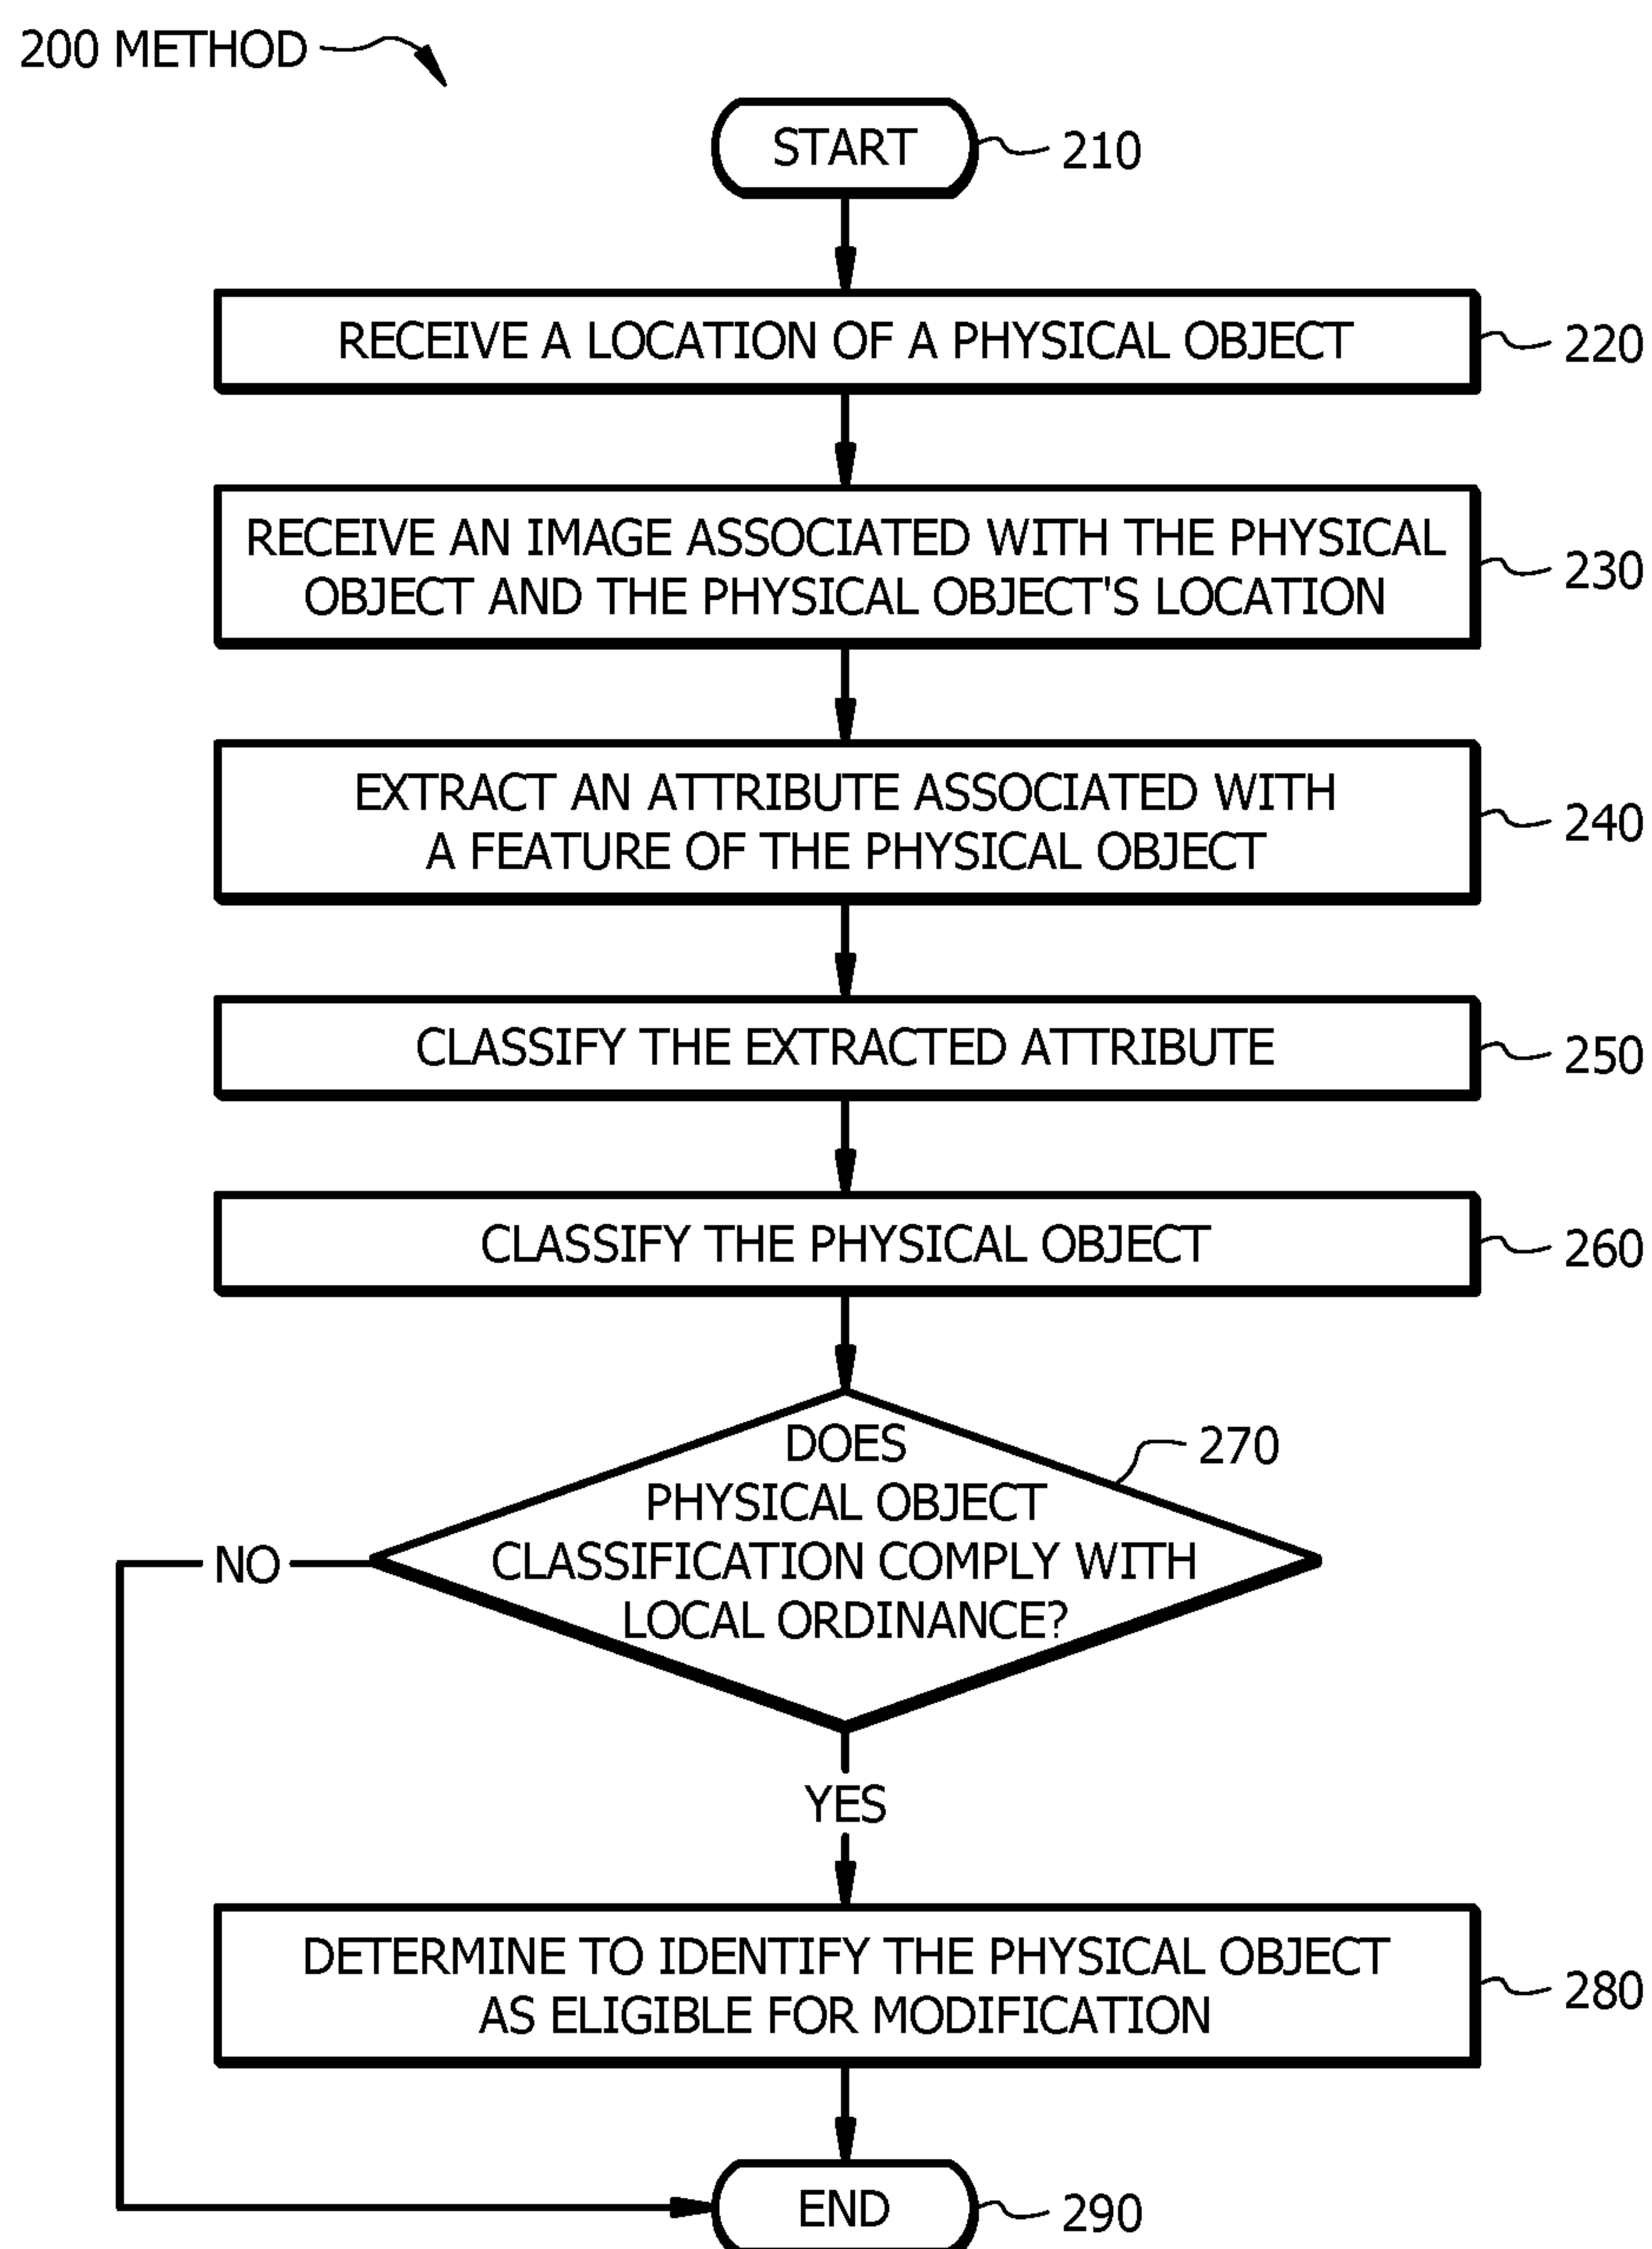 200 METHOD
START
210
RECEIVE A LOCATION OF A PHYSICAL OBJECT
220
RECEIVE AN IMAGE ASSOCIATED WITH THE PHYSICAL
OBJECT AND THE PHYSICAL OBJECT'S LOCATION
230
EXTRACT AN ATTRIBUTE ASSOCIATED WITH
A FEATURE OF THE PHYSICAL OBJECT
240
CLASSIFY THE EXTRACTED ATTRIBUTE
250
CLASSIFY THE PHYSICAL OBJECT
260
DOES
PHYSICAL OBJECT
CLASSIFICATION COMPLY WITH
LOCAL ORDINANCE?
270
NO
YES
DETERMINE TO IDENTIFY THE PHYSICAL OBJECT
AS ELIGIBLE FOR MODIFICATION
280
END
290